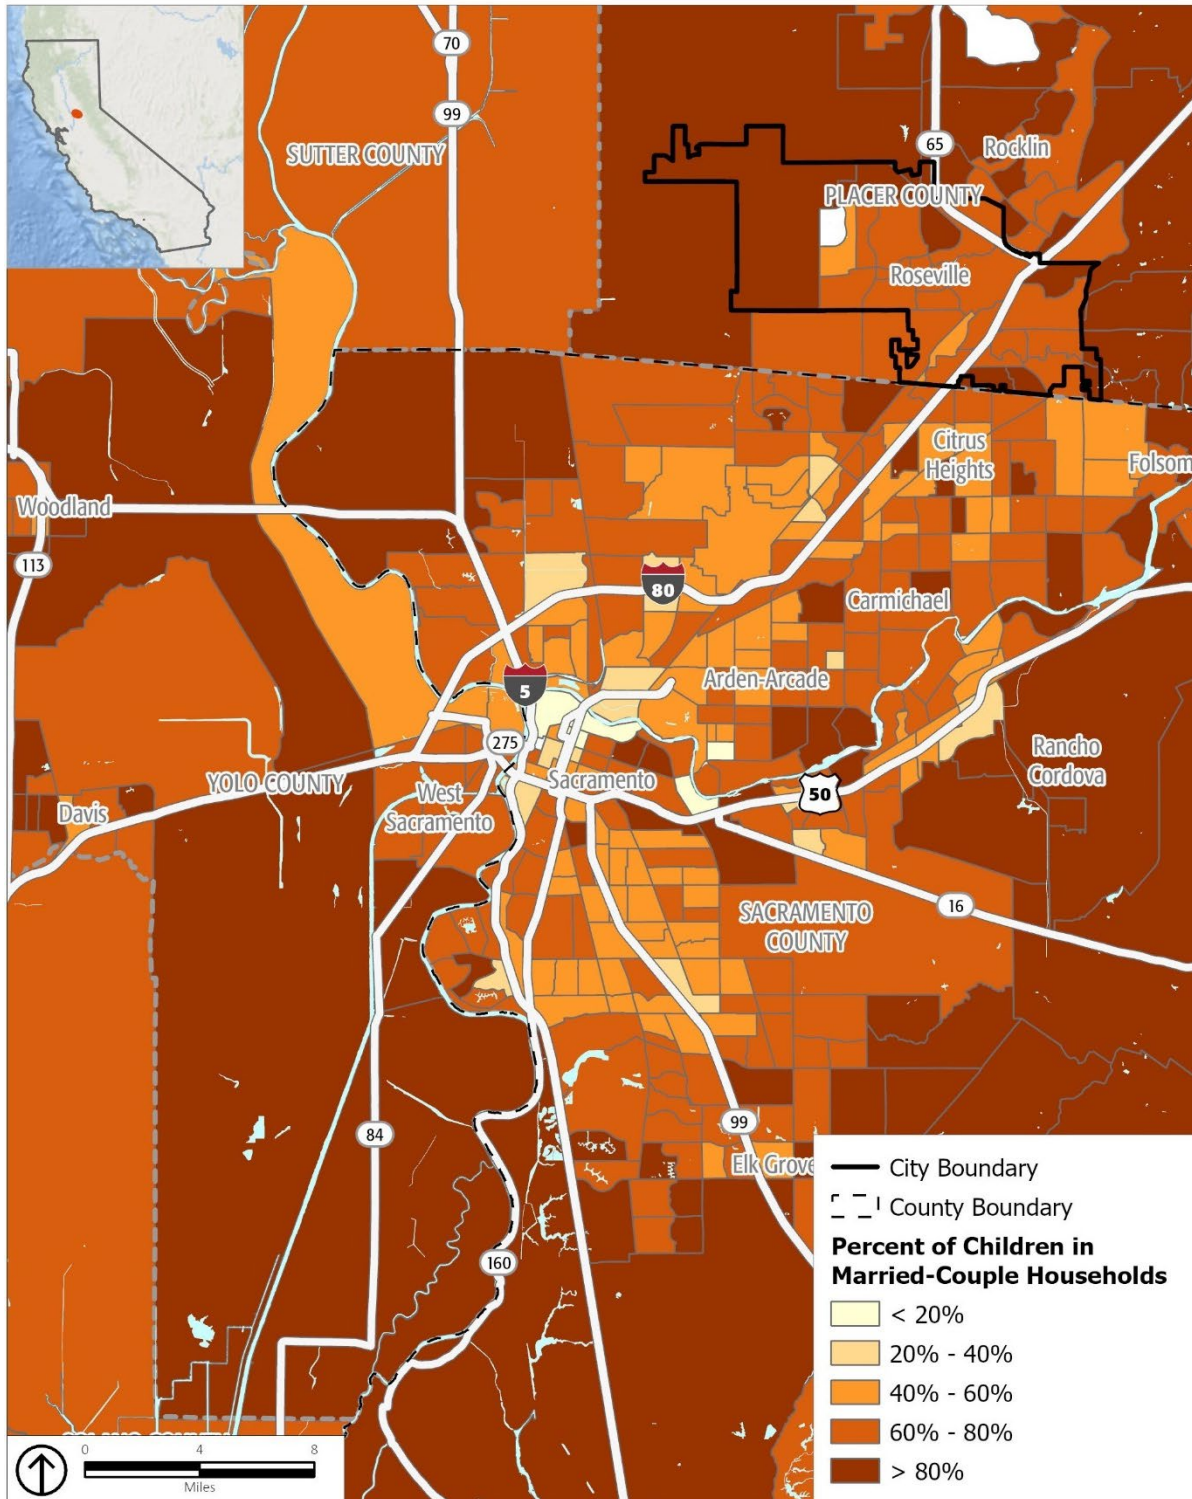 70
99
SUTTER COUNTY
65
Rocklin
PLACER COUNTY
Roseville
Citrus
Heights
Folsom
Woodland
113
80
Carmichael
5
Arden-Arcade
275
Rancho
Cordova
YOLO COUNTY
West
Sacramento
Sacramento
50
Davis
16
SACRAMENTO
COUNTY
99
84
Elk Grove
160
City Boundary
County Boundary
Percent of Children in
Married-Couple Households
< 20%
20% - 40%
40% - 60%
60% - 80%
> 80%
0 4 8
Miles